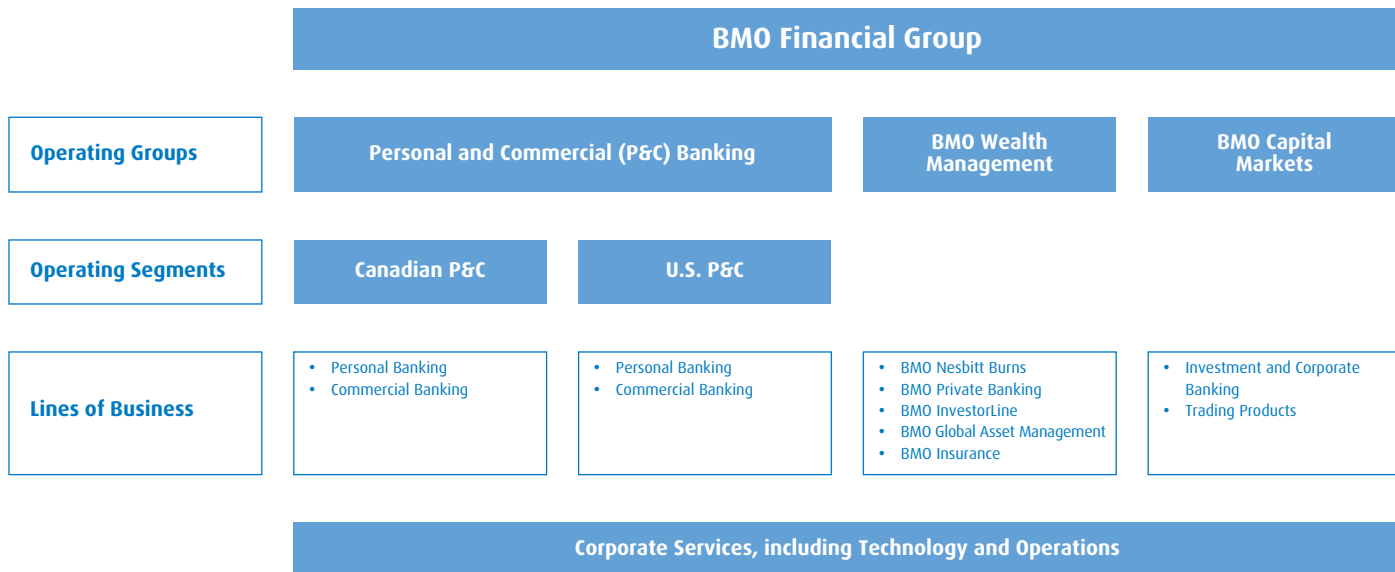 BMO Financial Group
Operating Groups
Personal and Commercial (P&C) Banking
BMO Wealth
Management
BMO Capital
Markets
Operating Segments
Canadian P&C
U.S. P&C
Lines of Business
• Personal Banking
• Commercial Banking
• Personal Banking
• Commercial Banking
• BMO Nesbitt Burns
• BMO Private Banking
• BMO InvestorLine
• BMO Global Asset Management
• BMO Insurance
• Investment and Corporate
Banking
• Trading Products
Corporate Services, including Technology and Operations